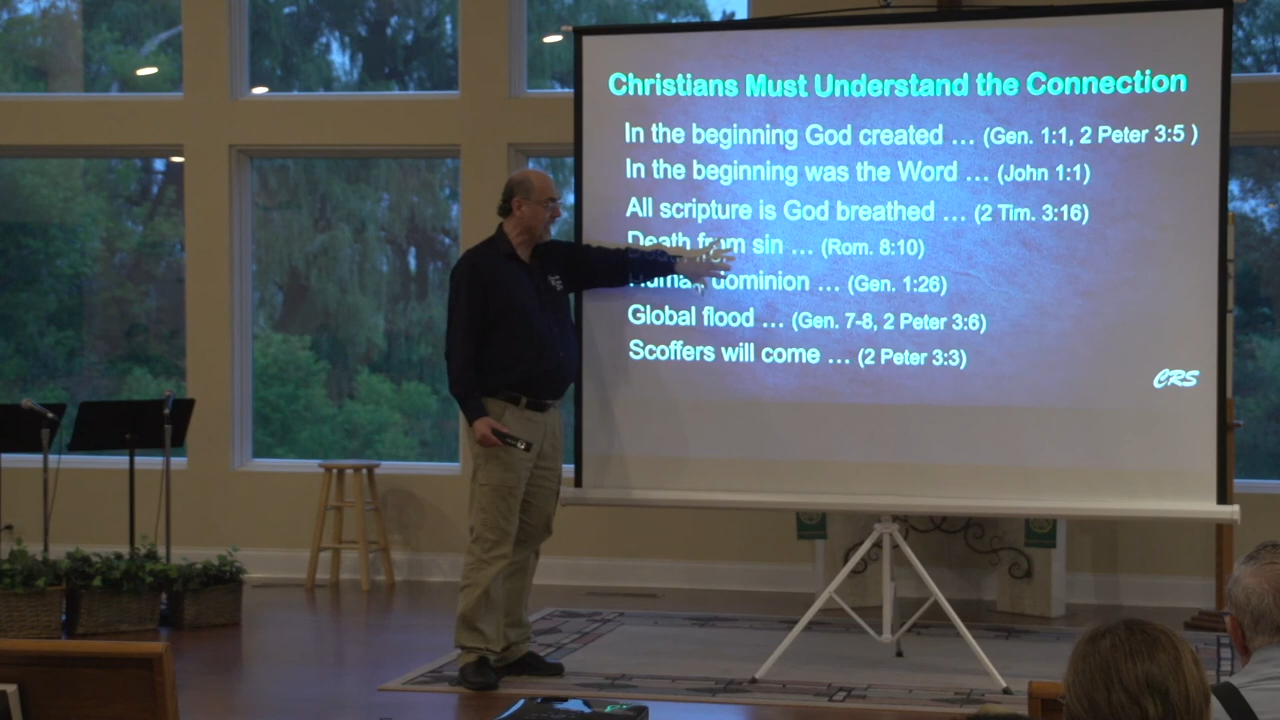 Christians Must Understand the Connection
In the beginning God created ... (Gen. 1:1, 2 Peter 3:5 )
In the beginning was the Word ... (John 1:1)
All scripture is God breathed ... (2 Tim. 3:16)
Death from sin ... (Rom. 8:10)
Human dominion ... (Gen. 1:26)
Global flood ... (Gen. 7-8, 2 Peter 3:6)
Scoffers will come ... (2 Peter 3:3)
CRS